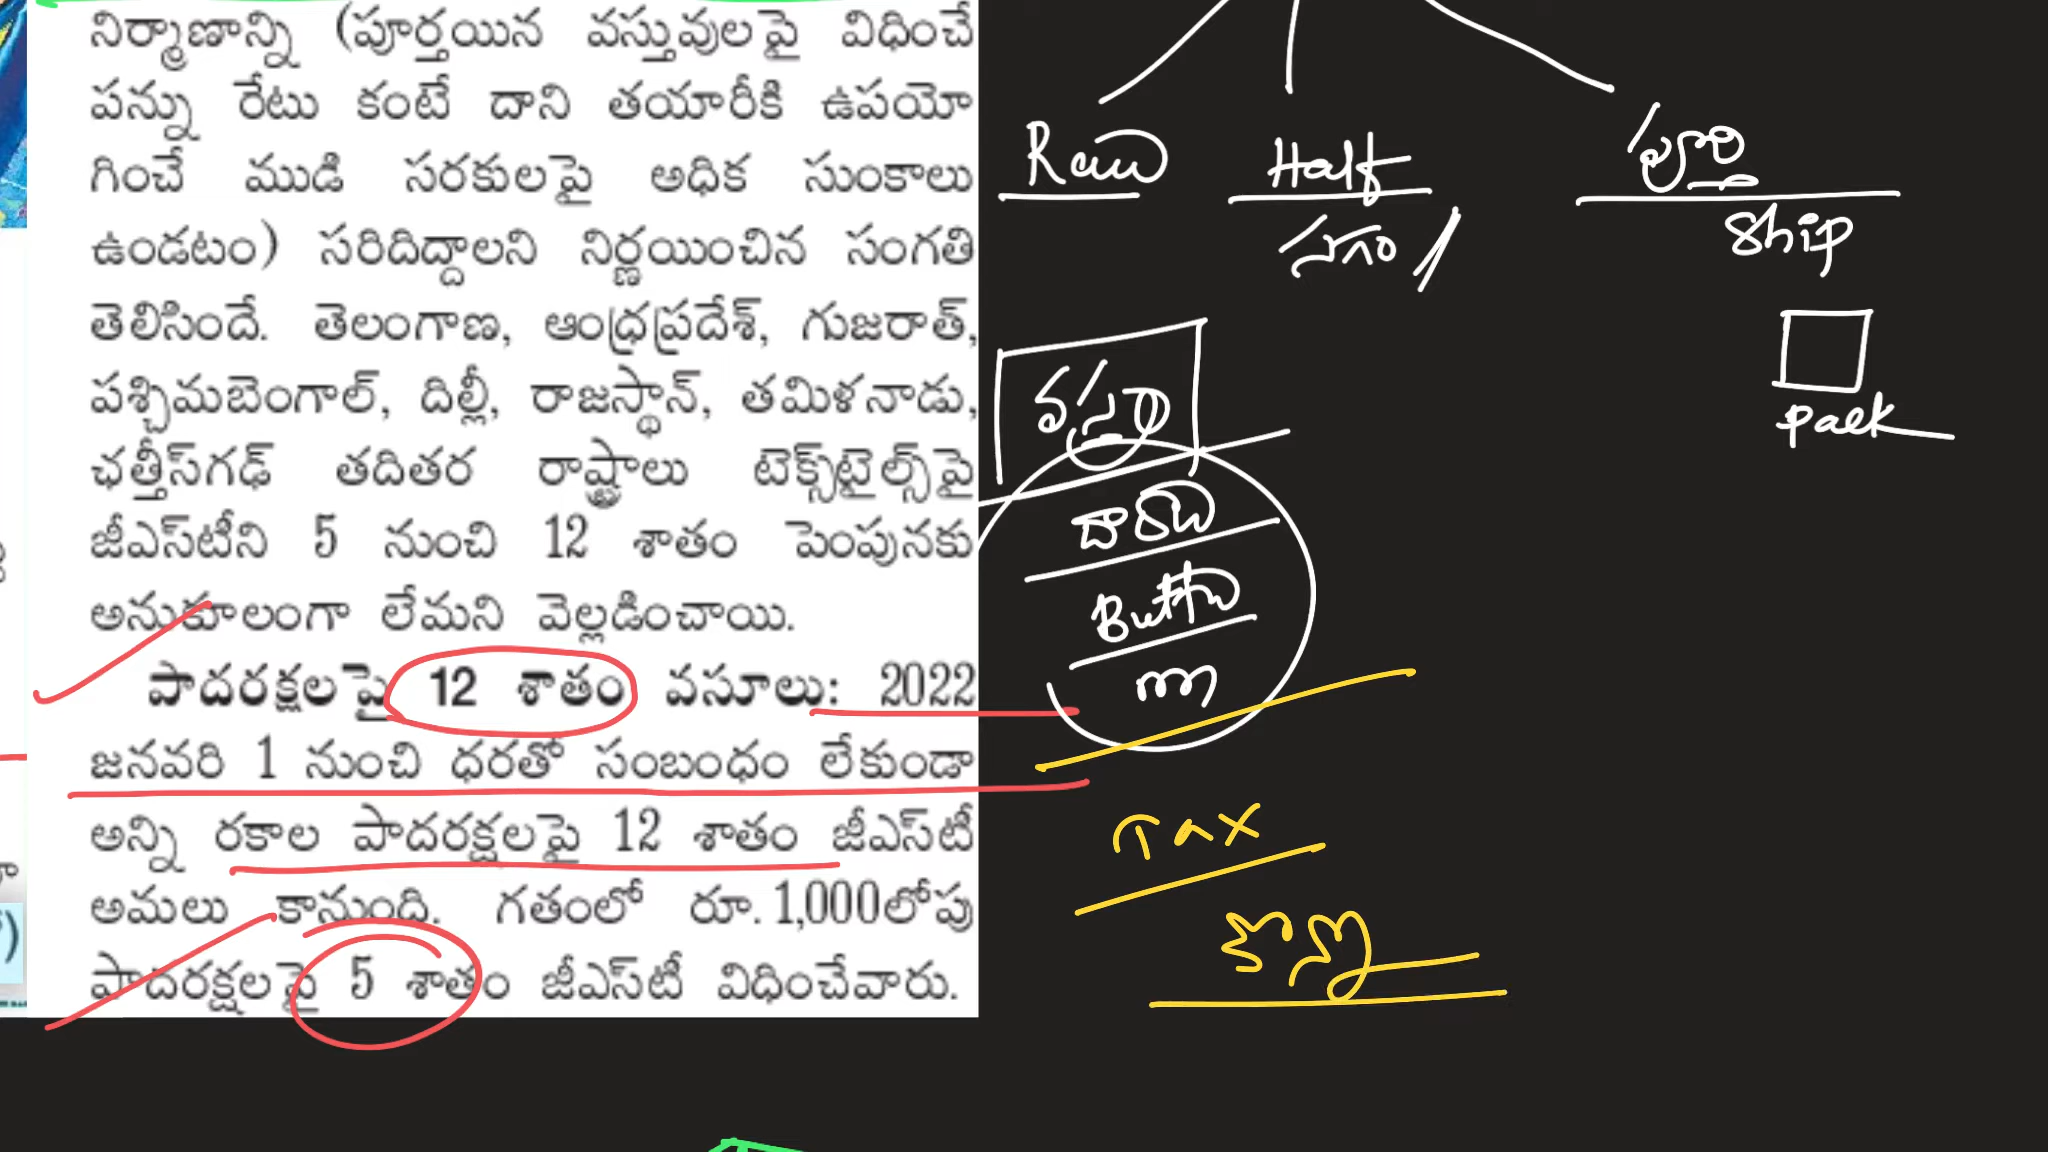 నిర్మాణాన్ని (పూర్తయిన వస్తువులపై విధించే
పన్ను రేటు కంటే దాని తయారీకి ఉపయో
గించే ముడి సరకులపై అధిక సుంకాలు
ఉండటం) సరిదిద్దాలని నిర్ణయించిన సంగతి
తెలిసిందే. తెలంగాణ, ఆంధ్రప్రదేశ్, గుజరాత్,
పశ్చిమబెంగాల్, దిల్లీ, రాజస్థాన్, తమిళనాడు,
ఛత్తీస్‌గఢ్ తదితర రాష్ట్రాలు టెక్స్‌టైల్స్‌పై
జీఎస్‌టీని 5 నుంచి 12 శాతం పెంపునకు
అనుకూలంగా లేమని వెల్లడించాయి.
పాదరక్షలపై 12 శాతం వసూలు: 2022
జనవరి 1 నుంచి ధరతో సంబంధం లేకుండా
అన్ని రకాల పాదరక్షలపై 12 శాతం జీఎస్‌టీ
అమలు కానుంది. గతంలో రూ.1,000లోపు
పాదరక్షలపై 5 శాతం జీఎస్‌టీ విధించేవారు.
Raw
Half
సగం
పూర్తి
Ship
Pack
దారం
Button
Tax